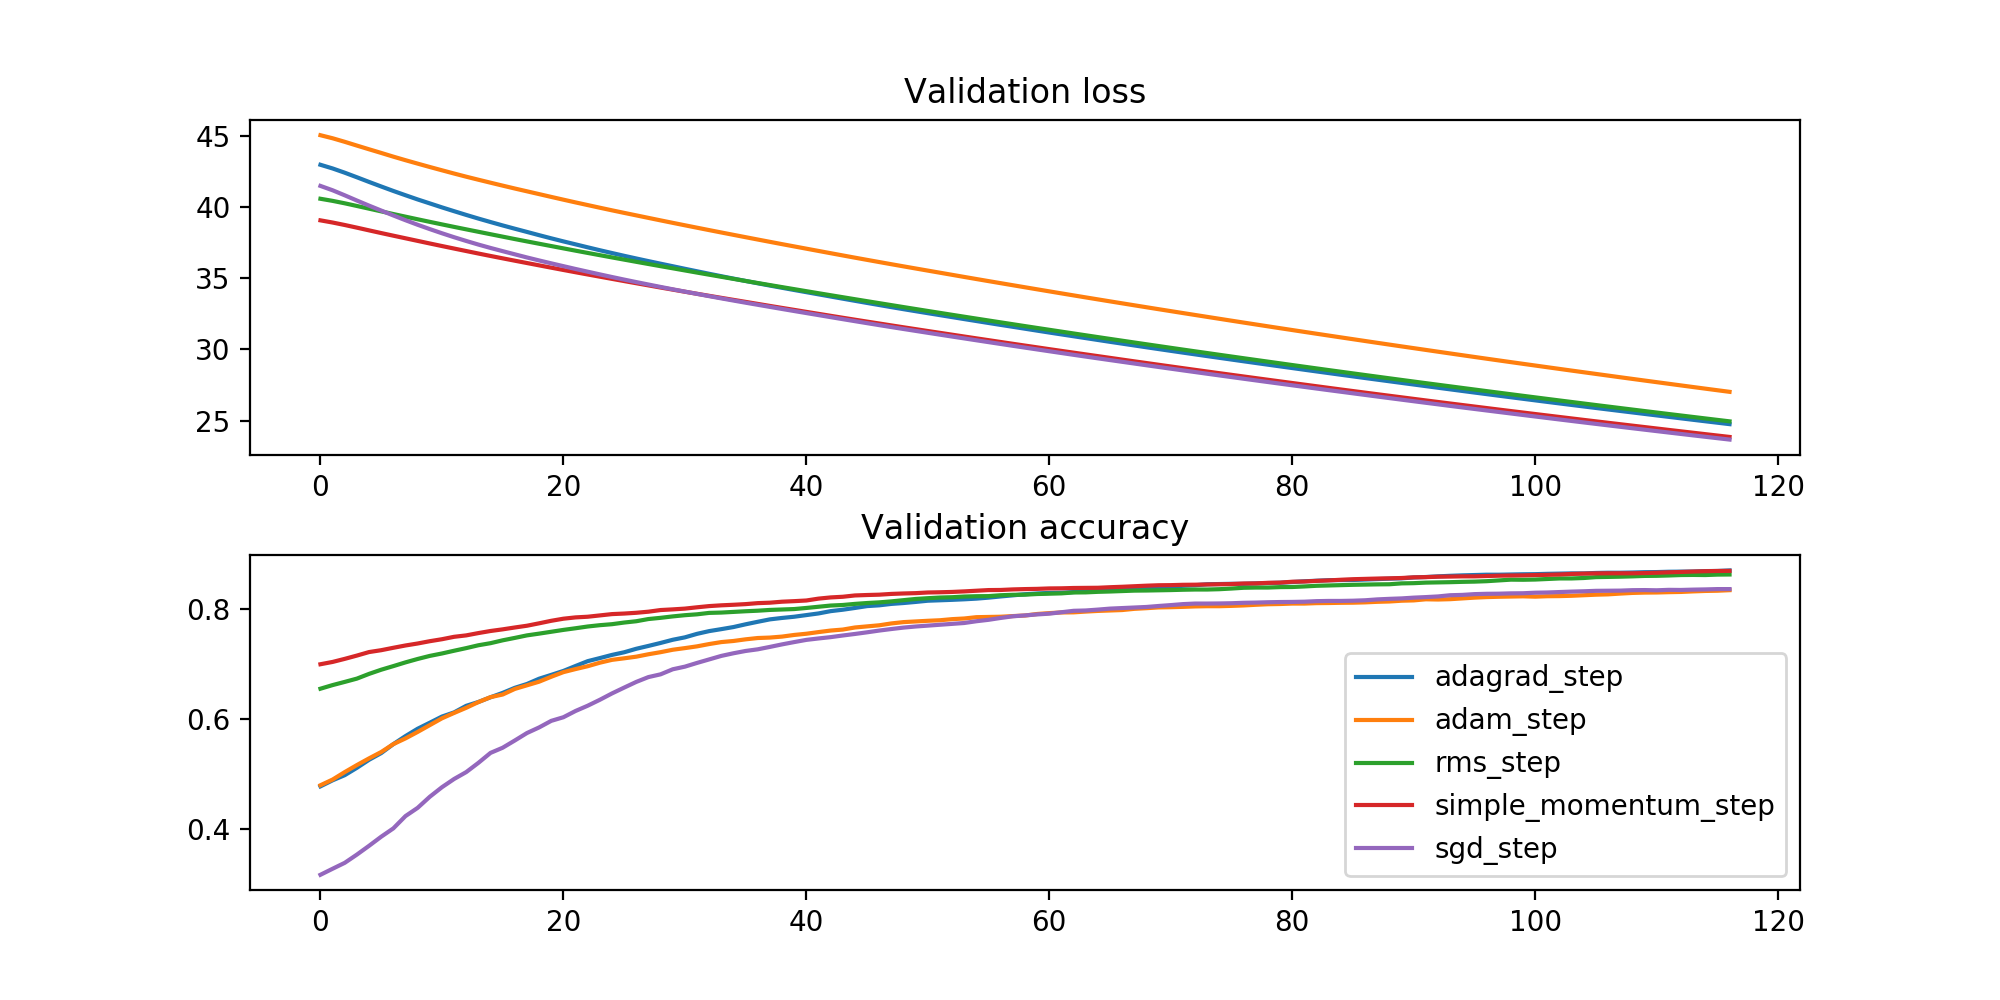 Validation loss
45
40
35
30
25
0 20 40 60 80 100 120
Validation accuracy
0.8
0.6
0.4
adagrad_step
adam_step
rms_step
simple_momentum_step
sgd_step
0 20 40 60 80 100 120